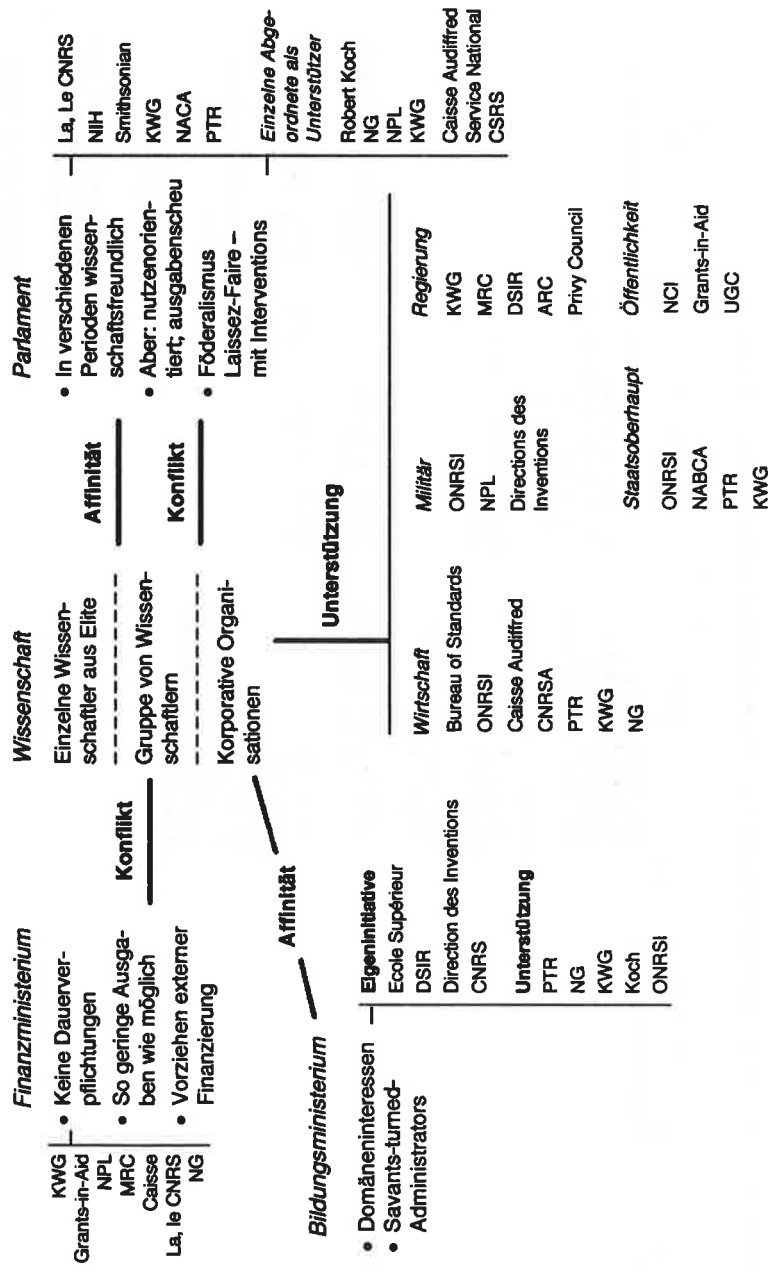 Finanzministerium
KWG
Grants-in-Aid
NPL
MRC
Caisse
La, le CNRS
NG
• Keine Dauerver-
pflichtungen
• So geringe Ausga-
ben wie möglich
• Vorziehen externer
Finanzierung
Konflikt
Wissenschaft
Einzelne Wissen-
schaftler aus Elite
Gruppe von Wissen-
schaftlern
Korporative Organi-
sationen
Affinität
Konflikt
Parlament
• In verschiedenen
Perioden wissen-
schaftsfreundlich
• Aber: nutzenorien-
tiert; ausgabenscheu
• Föderalismus
Laissez-Faire –
mit Interventions
La, Le CNRS
NIH
Smithsonian
KWG
NACA
PTR
Einzelne Abge-
ordnete als
Unterstützer
Robert Koch
NG
NPL
KWG
Caisse Audiffred
Service National
CSRS
Affinität
Bildungsministerium
• Domäneninteressen
• Savants-turned-
Administrators
Eigeninitiative
Ecole Supérieur
DSIR
Direction des Inventions
CNRS
Unterstützung
PTR
NG
KWG
Koch
ONRSI
Unterstützung
Wirtschaft
Bureau of Standards
ONRSI
Caisse Audiffred
CNRSA
PTR
KWG
NG
Militär
ONRSI
NPL
Directions des
Inventions
Staatsoberhaupt
ONRSI
NABCA
PTR
KWG
Regierung
KWG
MRC
DSIR
ARC
Privy Council
Öffentlichkeit
NCI
Grants-in-Aid
UGC